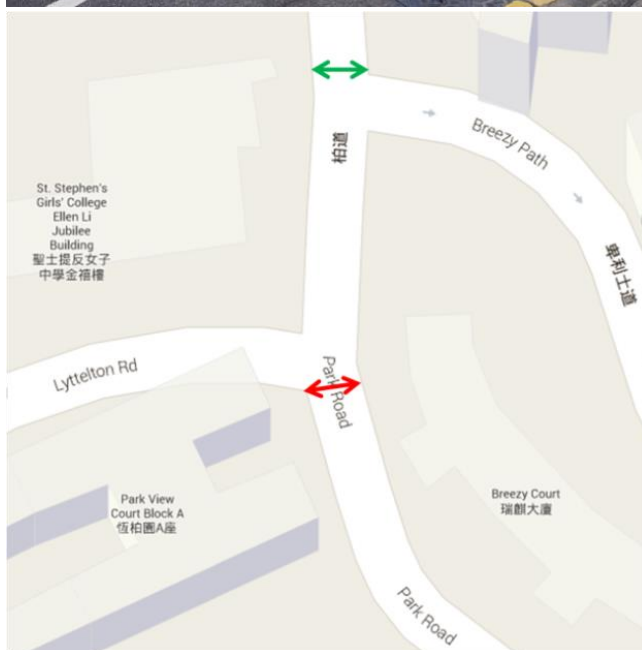 柏道
Breezy Path
St. Stephen's
Girls' College
Ellen Li
Jubilee
Building
聖士提反女子
中學金禧樓
卑利士道
Lyttelton Rd
Park Road
Park View
Court Block A
恆柏園A座
Breezy Court
瑞麒大廈
Park Road